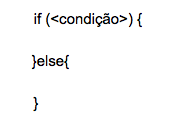 if (<condição>) {
}else{
}